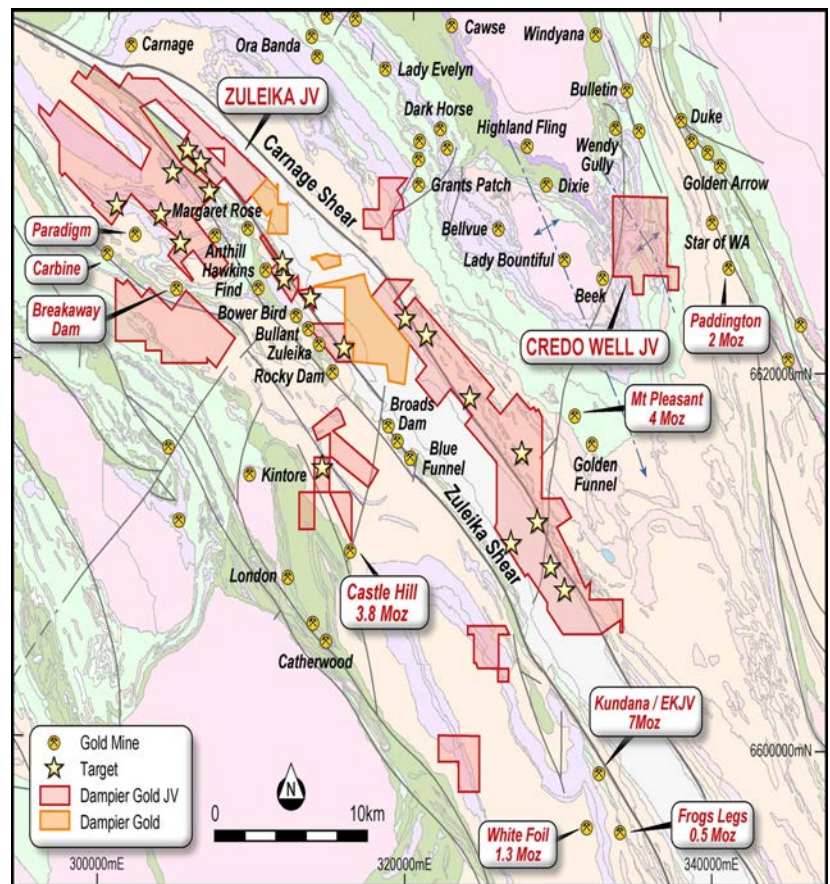 Carnage
Ora Banda
Cawse
Windyana
Lady Evelyn
ZULEIKA JV
Bulletin
Dark Horse
Duke
Highland Fling
Wendy
Gully
Carnage Shear
Golden Arrow
Grants Patch
Dixie
Margaret Rose
Paradigm
Bellvue
Star of WA
Anthill
Carbine
Hawkins
Find
Lady Bountiful
Beek
Breakaway
Dam
Bower Bird
Bullant
Zuleika
CREDO WELL JV
Paddington
2 Moz
Rocky Dam
6620000mN
Mt Pleasant
4 Moz
Broads
Dam
Blue
Funnel
Golden
Funnel
Kintore
Zuleika Shear
London
Castle Hill
3.8 Moz
Catherwood
Kundana / EKJV
7Moz
Gold Mine
Target
Dampier Gold JV
Dampier Gold
N
0
10km
6600000mN
White Foil
1.3 Moz
Frogs Legs
0.5 Moz
300000mE
320000mE
340000mE